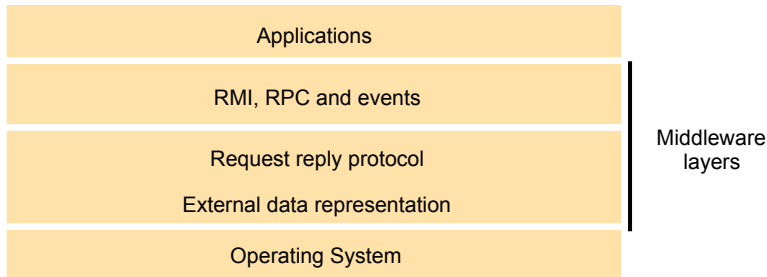 Applications
RMI, RPC and events
Request reply protocol
External data representation
Operating System
Middleware
layers